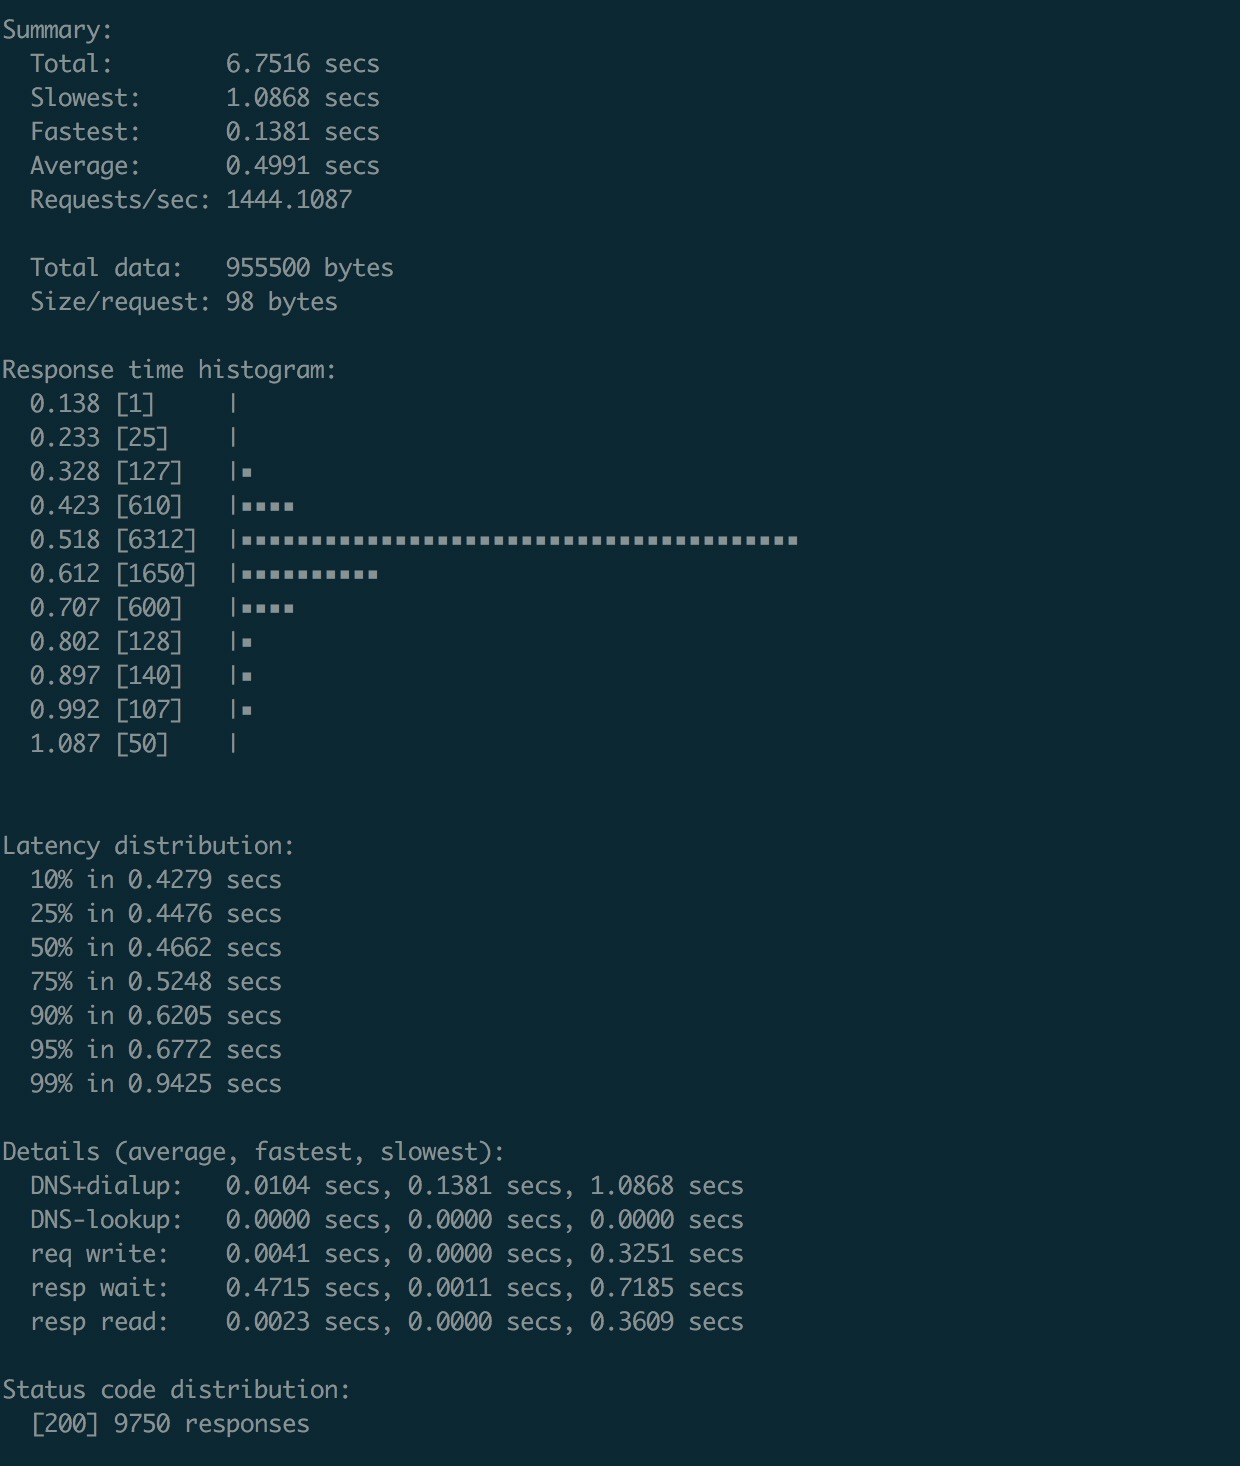 Summary:
  Total:        6.7516 secs
  Slowest:      1.0868 secs
  Fastest:      0.1381 secs
  Average:      0.4991 secs
  Requests/sec: 1444.1087

  Total data:   955500 bytes
  Size/request: 98 bytes

Response time histogram:
  0.138 [1]     |
  0.233 [25]    |
  0.328 [127]   |■
  0.423 [610]   |■■■■
  0.518 [6312]  |■■■■■■■■■■■■■■■■■■■■■■■■■■■■■■■■■■■■■■■■
  0.612 [1650]  |■■■■■■■■■■
  0.707 [600]   |■■■■
  0.802 [128]   |■
  0.897 [140]   |■
  0.992 [107]   |■
  1.087 [50]    |

Latency distribution:
  10% in 0.4279 secs
  25% in 0.4476 secs
  50% in 0.4662 secs
  75% in 0.5248 secs
  90% in 0.6205 secs
  95% in 0.6772 secs
  99% in 0.9425 secs

Details (average, fastest, slowest):
  DNS+dialup:   0.0104 secs, 0.1381 secs, 1.0868 secs
  DNS-lookup:   0.0000 secs, 0.0000 secs, 0.0000 secs
  req write:    0.0041 secs, 0.0000 secs, 0.3251 secs
  resp wait:    0.4715 secs, 0.0011 secs, 0.7185 secs
  resp read:    0.0023 secs, 0.0000 secs, 0.3609 secs

Status code distribution:
  [200] 9750 responses